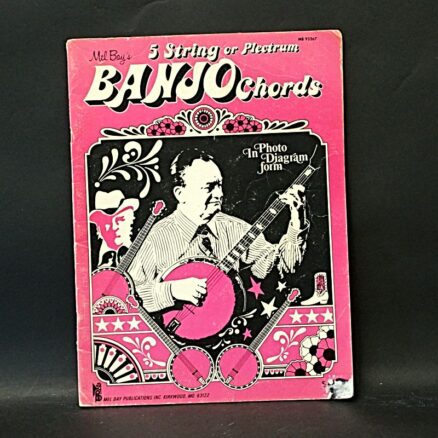 MB 93267
5 String or Plectrum
Mel Bay's
BANJO Chords
In Photo
Diagram
form
MEL BAY PUBLICATIONS INC KIRKWOOD, MO. 63122